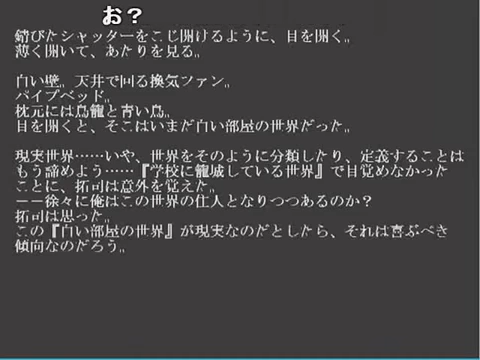 お？
錆びたシャッターをこじ開けるように、目を開く。
薄く開いて、あたりを見る。
白い壁。天井で回る換気ファン。
パイプベッド。
枕元には鳥籠と青い鳥。
目を開くと、そこはいまだ白い部屋の世界だった。
現実世界……いや、世界をそのように分類したり、定義することは
もう諦めよう……『学校に籠城している世界』で目覚めなかった
ことに、拓司は意外を覚えた。
――徐々に俺はこの世界の住人となりつつあるのか？
拓司は思った。
この『白い部屋の世界』が現実なのだとしたら、それは喜ぶべき
傾向なのだろう。